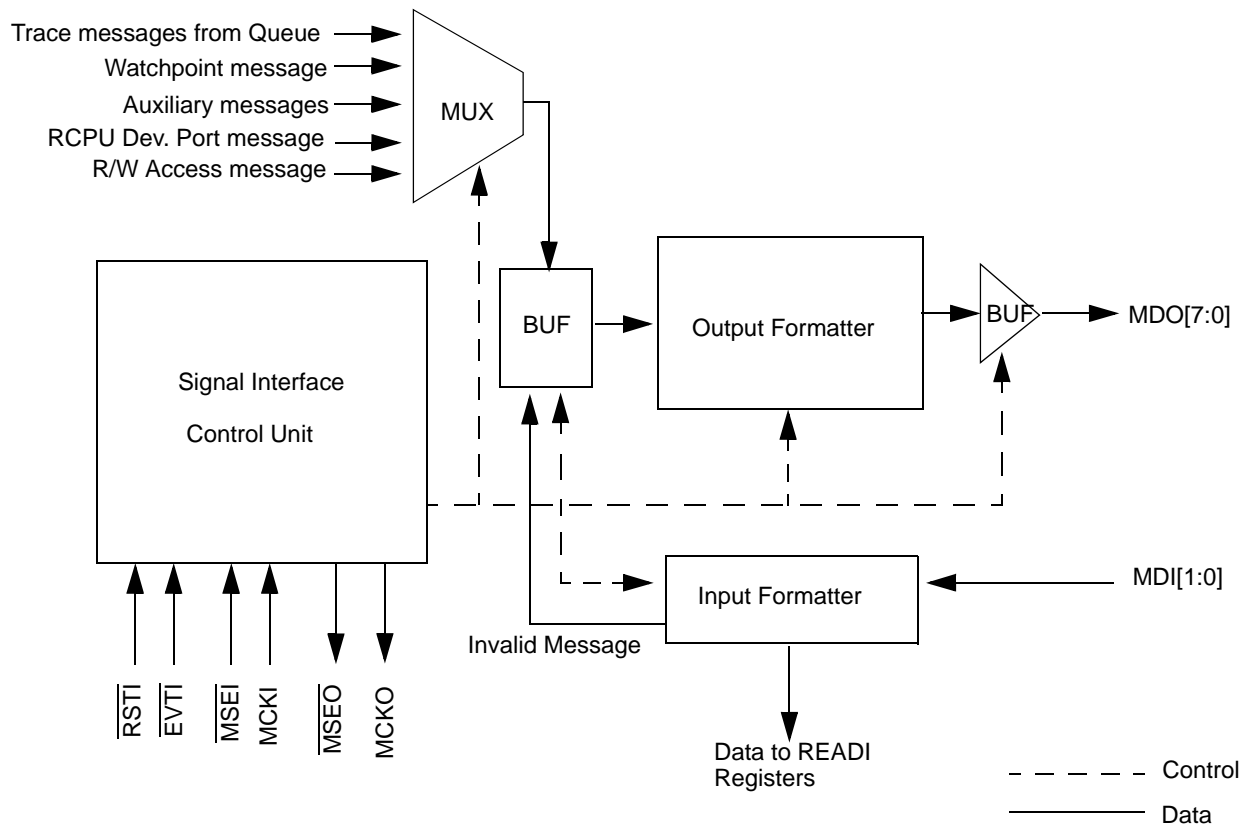 Trace messages from Queue
Watchpoint message
Auxiliary messages
RCPU Dev. Port message
R/W Access message
MUX
BUF
Output Formatter
BUF
MDO[7:0]
Signal Interface
Control Unit
Input Formatter
MDI[1:0]
Invalid Message
RSTI
EVTI
MSEI
MCKI
MSEO
MCKO
Data to READI
Registers
Control
Data